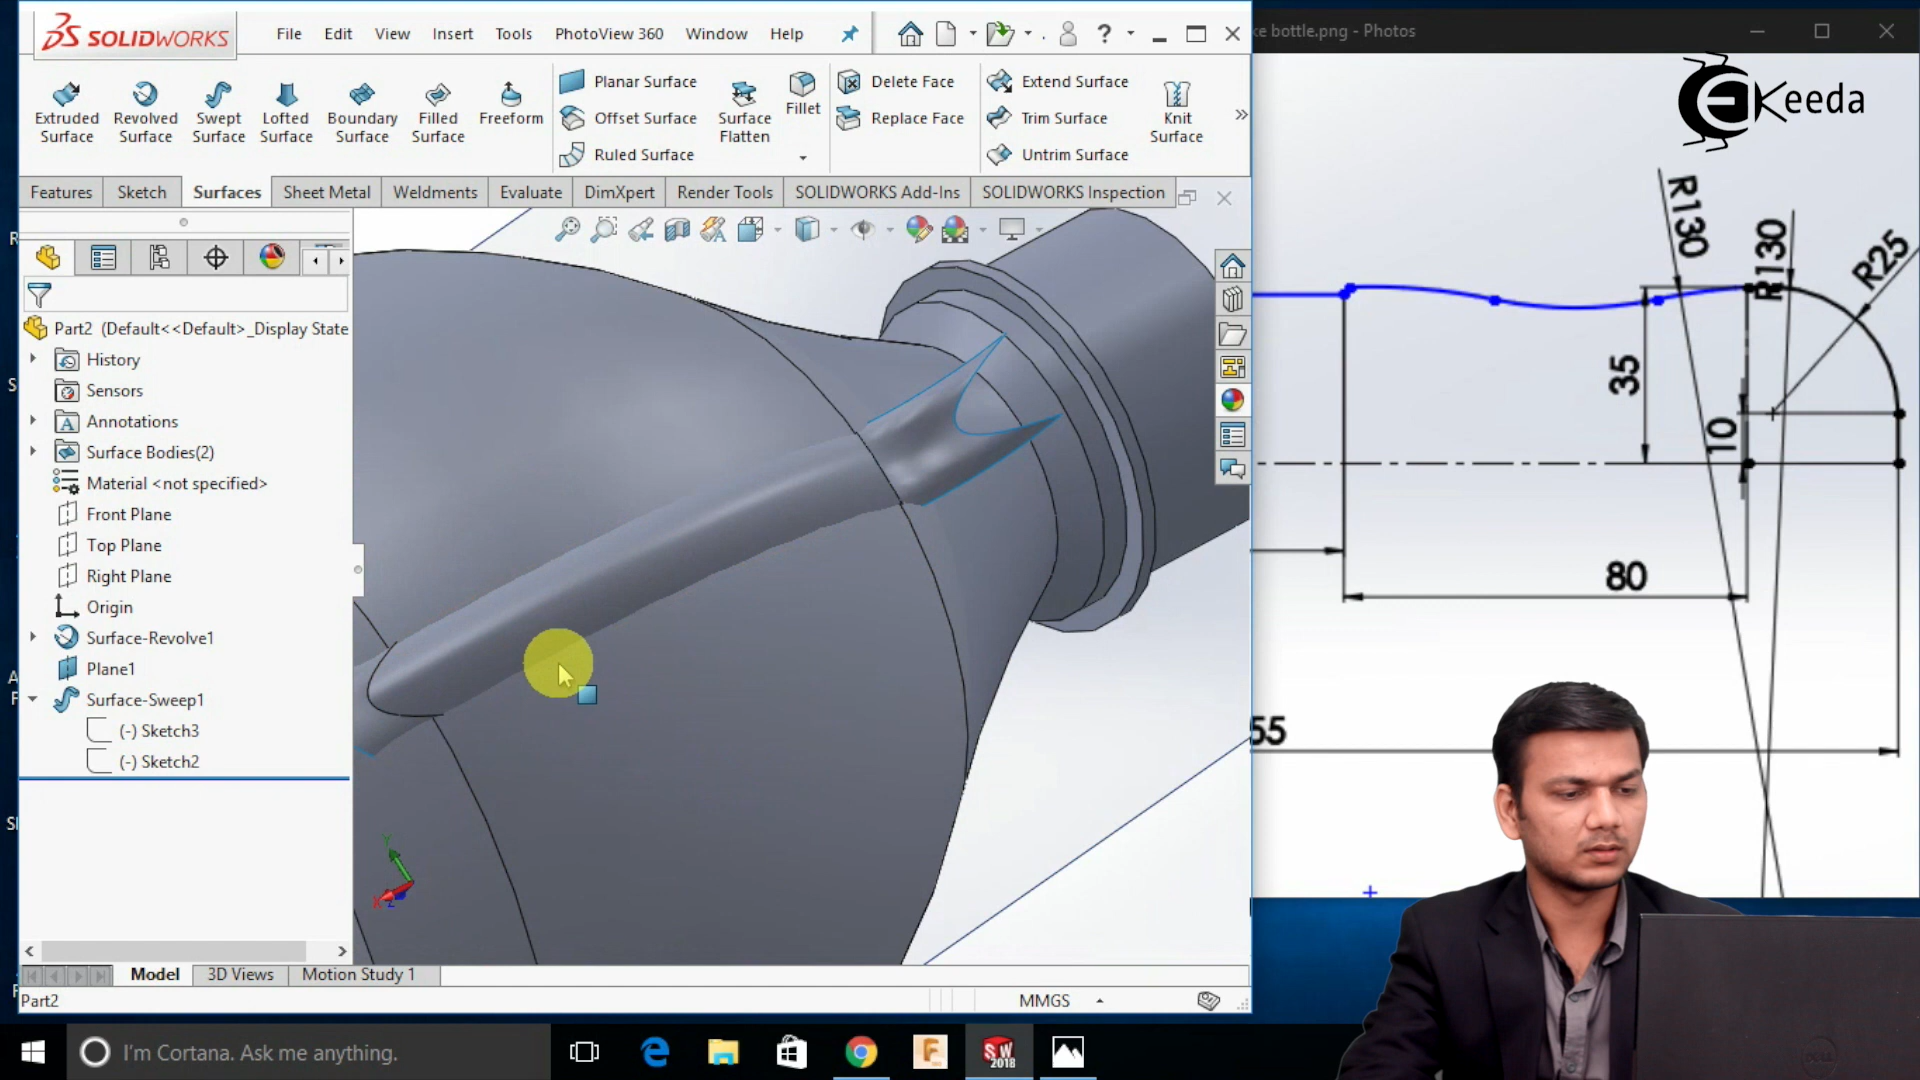 SOLIDWORKS
File Edit View Insert Tools PhotoView 360 Window Help
ke bottle.png - Photos
EKeeda
Extruded Surface
Revolved Surface
Swept Surface
Lofted Surface
Boundary Surface
Filled Surface
Freeform
Planar Surface
Offset Surface
Ruled Surface
Surface Flatten
Fillet
Delete Face
Replace Face
Extend Surface
Trim Surface
Untrim Surface
Knit Surface
Features Sketch Surfaces Sheet Metal Weldments Evaluate DimXpert Render Tools SOLIDWORKS Add-Ins SOLIDWORKS Inspection
Part2 (Default<<Default>_Display State
History
Sensors
Annotations
Surface Bodies(2)
Material <not specified>
Front Plane
Top Plane
Right Plane
Origin
Surface-Revolve1
Plane1
Surface-Sweep1
(-) Sketch3
(-) Sketch2
Y
X
Z
R130
R130
R25
35
10
80
55
Model 3D Views Motion Study 1
Part2
MMGS
I'm Cortana. Ask me anything.
SW
2018
DELL